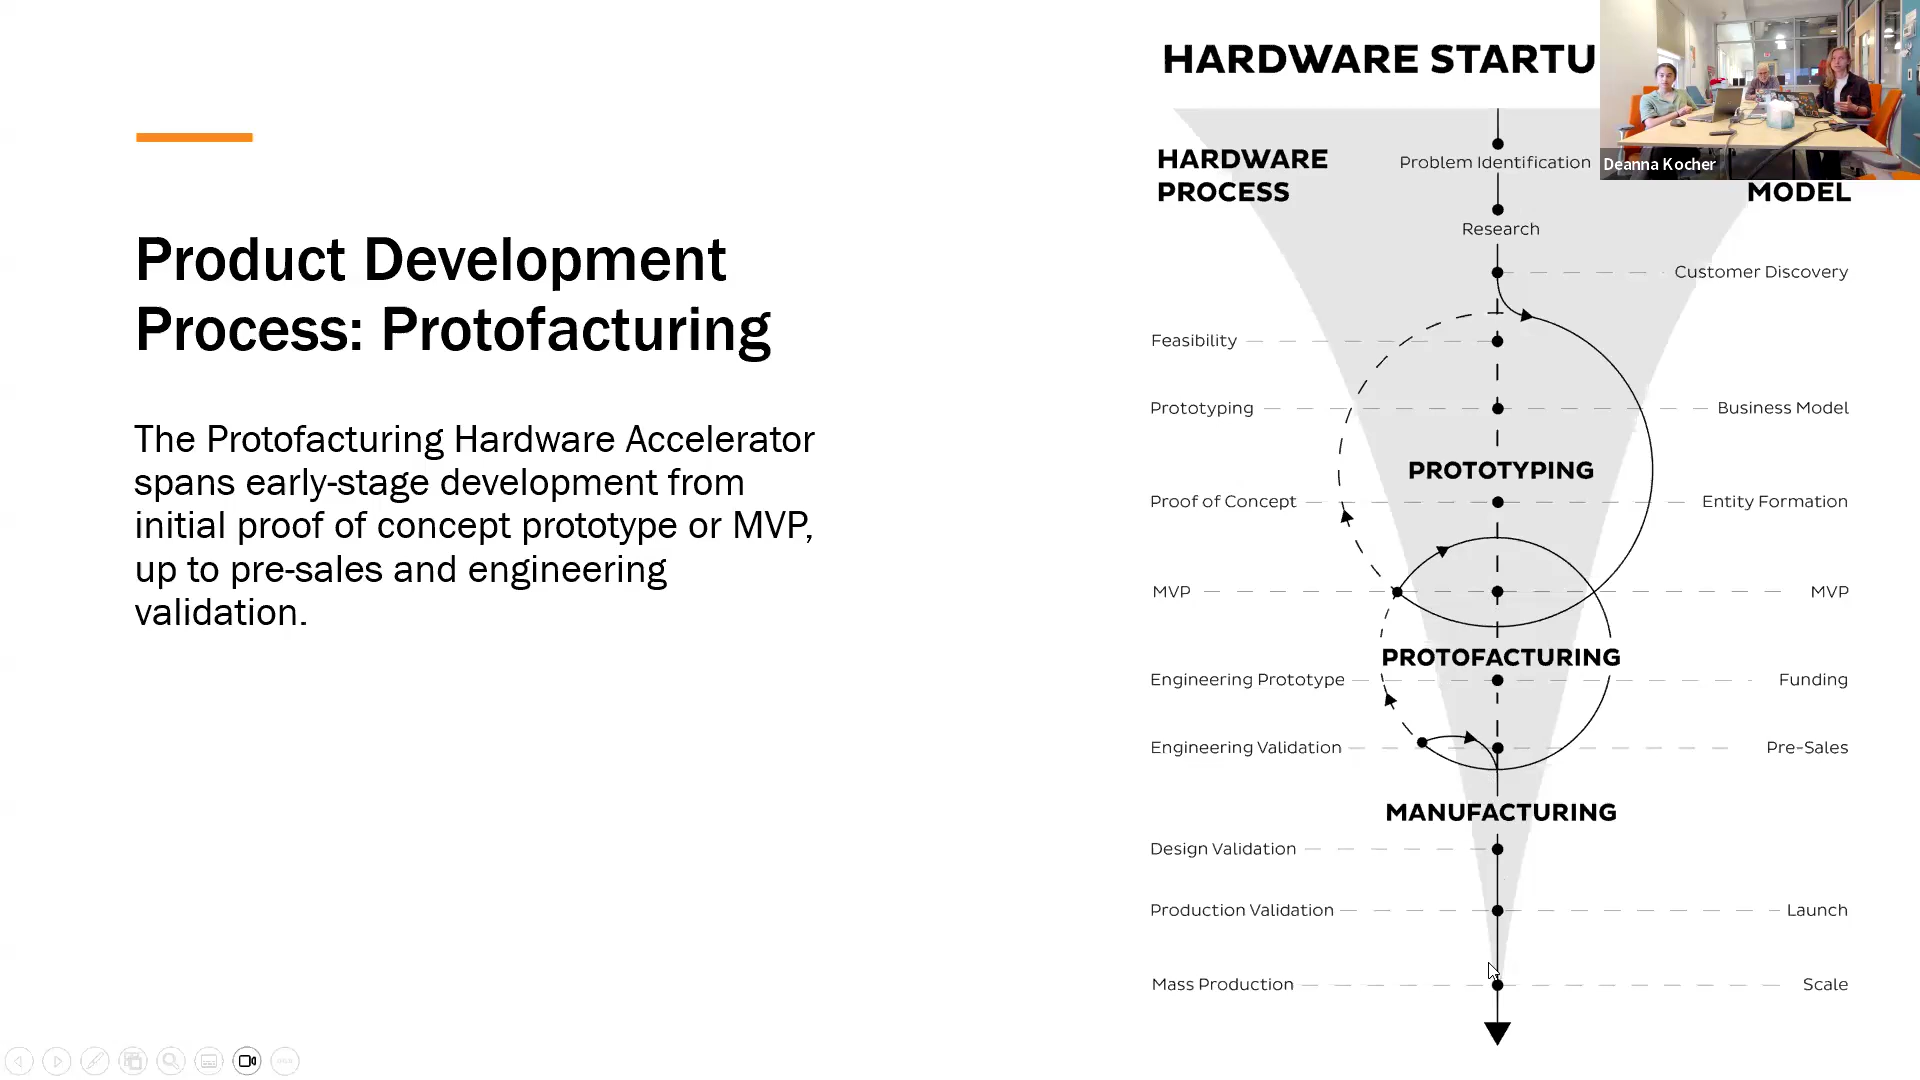 Product Development
Process: Protofacturing
The Protofacturing Hardware Accelerator
spans early-stage development from
initial proof of concept prototype or MVP,
up to pre-sales and engineering
validation.
HARDWARE STARTU
Deanna Kocher
HARDWARE
PROCESS
MODEL
Problem Identification
Research
Customer Discovery
Feasibility
Prototyping
Business Model
PROTOTYPING
Proof of Concept
Entity Formation
MVP
MVP
PROTOFACTURING
Engineering Prototype
Funding
Engineering Validation
Pre-Sales
MANUFACTURING
Design Validation
Production Validation
Launch
Mass Production
Scale